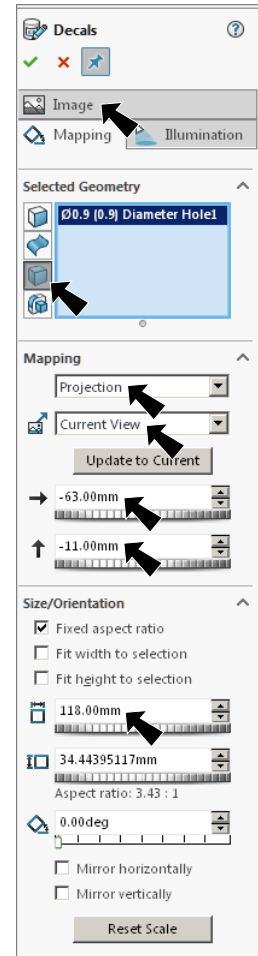 Decals
?
Image
Mapping
Illumination
Selected Geometry
Ø0.9 (0.9) Diameter Hole1
Mapping
Projection
Current View
Update to Current
-63.00mm
-11.00mm
Size/Orientation
Fixed aspect ratio
Fit width to selection
Fit height to selection
118.00mm
34.44395117mm
Aspect ratio: 3.43 : 1
0.00deg
Mirror horizontally
Mirror vertically
Reset Scale